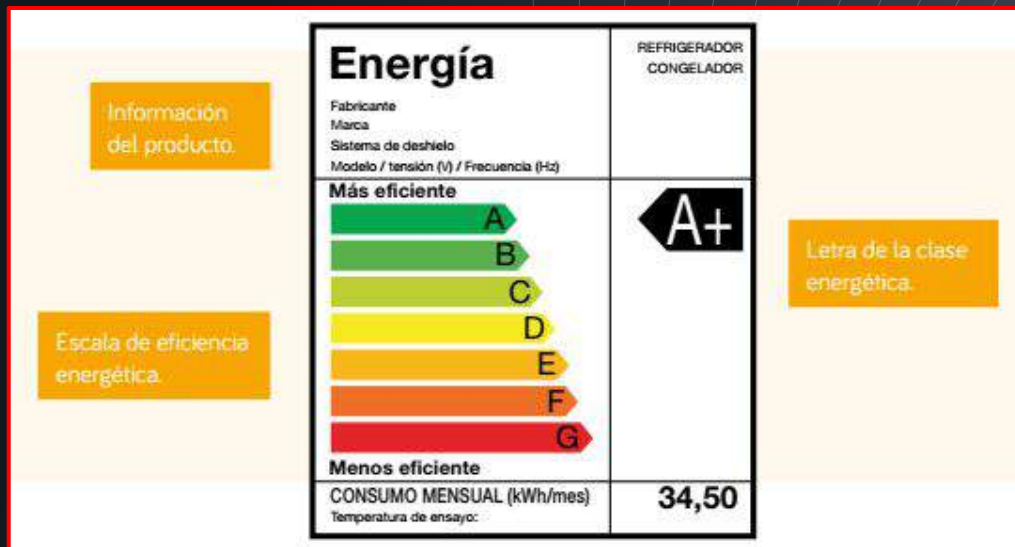 Información
del producto.
Energía
REFRIGERADOR
CONGELADOR
Fabricante
Marca
Sistema de deshielo
Modelo / tensión (V) / Frecuencia (Hz)
Más eficiente
A
B
C
D
E
F
G
A+
Letra de la clase
energética.
Escala de eficiencia
energética.
Menos eficiente
CONSUMO MENSUAL (kWh/mes)
34,50
Temperatura de ensayo: